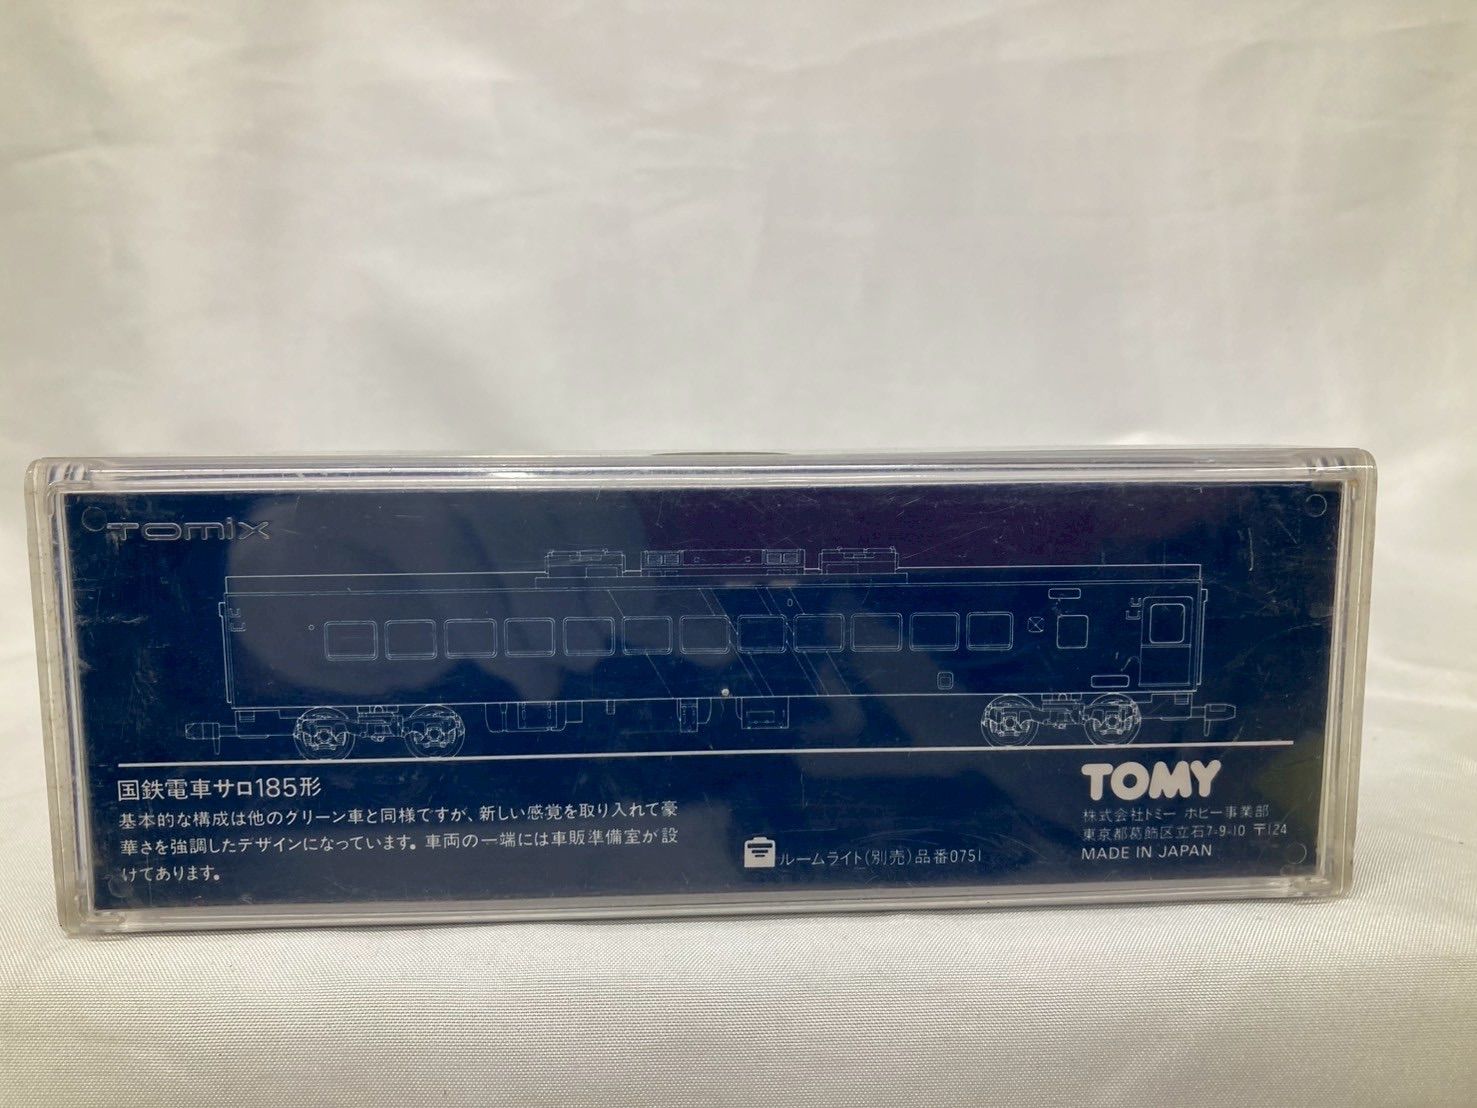 TOMIX
国鉄電車サロ185形
基本的な構成は他のグリーン車と同様ですが、新しい感覚を取り入れて豪
華さを強調したデザインになっています。車両の一端には車販準備室が設
けてあります。
ルームライト(別売)品番0751
TOMY
株式会社トミー ホビー事業部
東京都葛飾区立石7-9-10 〒124
MADE IN JAPAN